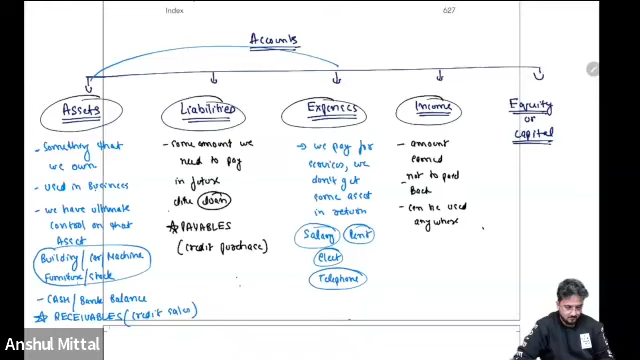 Index
627
Accounts
Assets
- Something that
we own
- used in Business
- we have ultimate
control on that
Asset
Building / Car / Machine
Furniture / Stock
- CASH / Bank Balance
* RECEIVABLES (credit sales)
Liabilities
- some amount we
need to pay
in future
like Loan
* PAYABLES
(credit purchase)
Expenses
→ we pay for
services, we
don't get
some asset
in return
Salary Rent
Elect
Telephone
Income
- amount
earned
- not to paid
Back
- can be used
any where
Equity
or
capital
Anshul Mittal